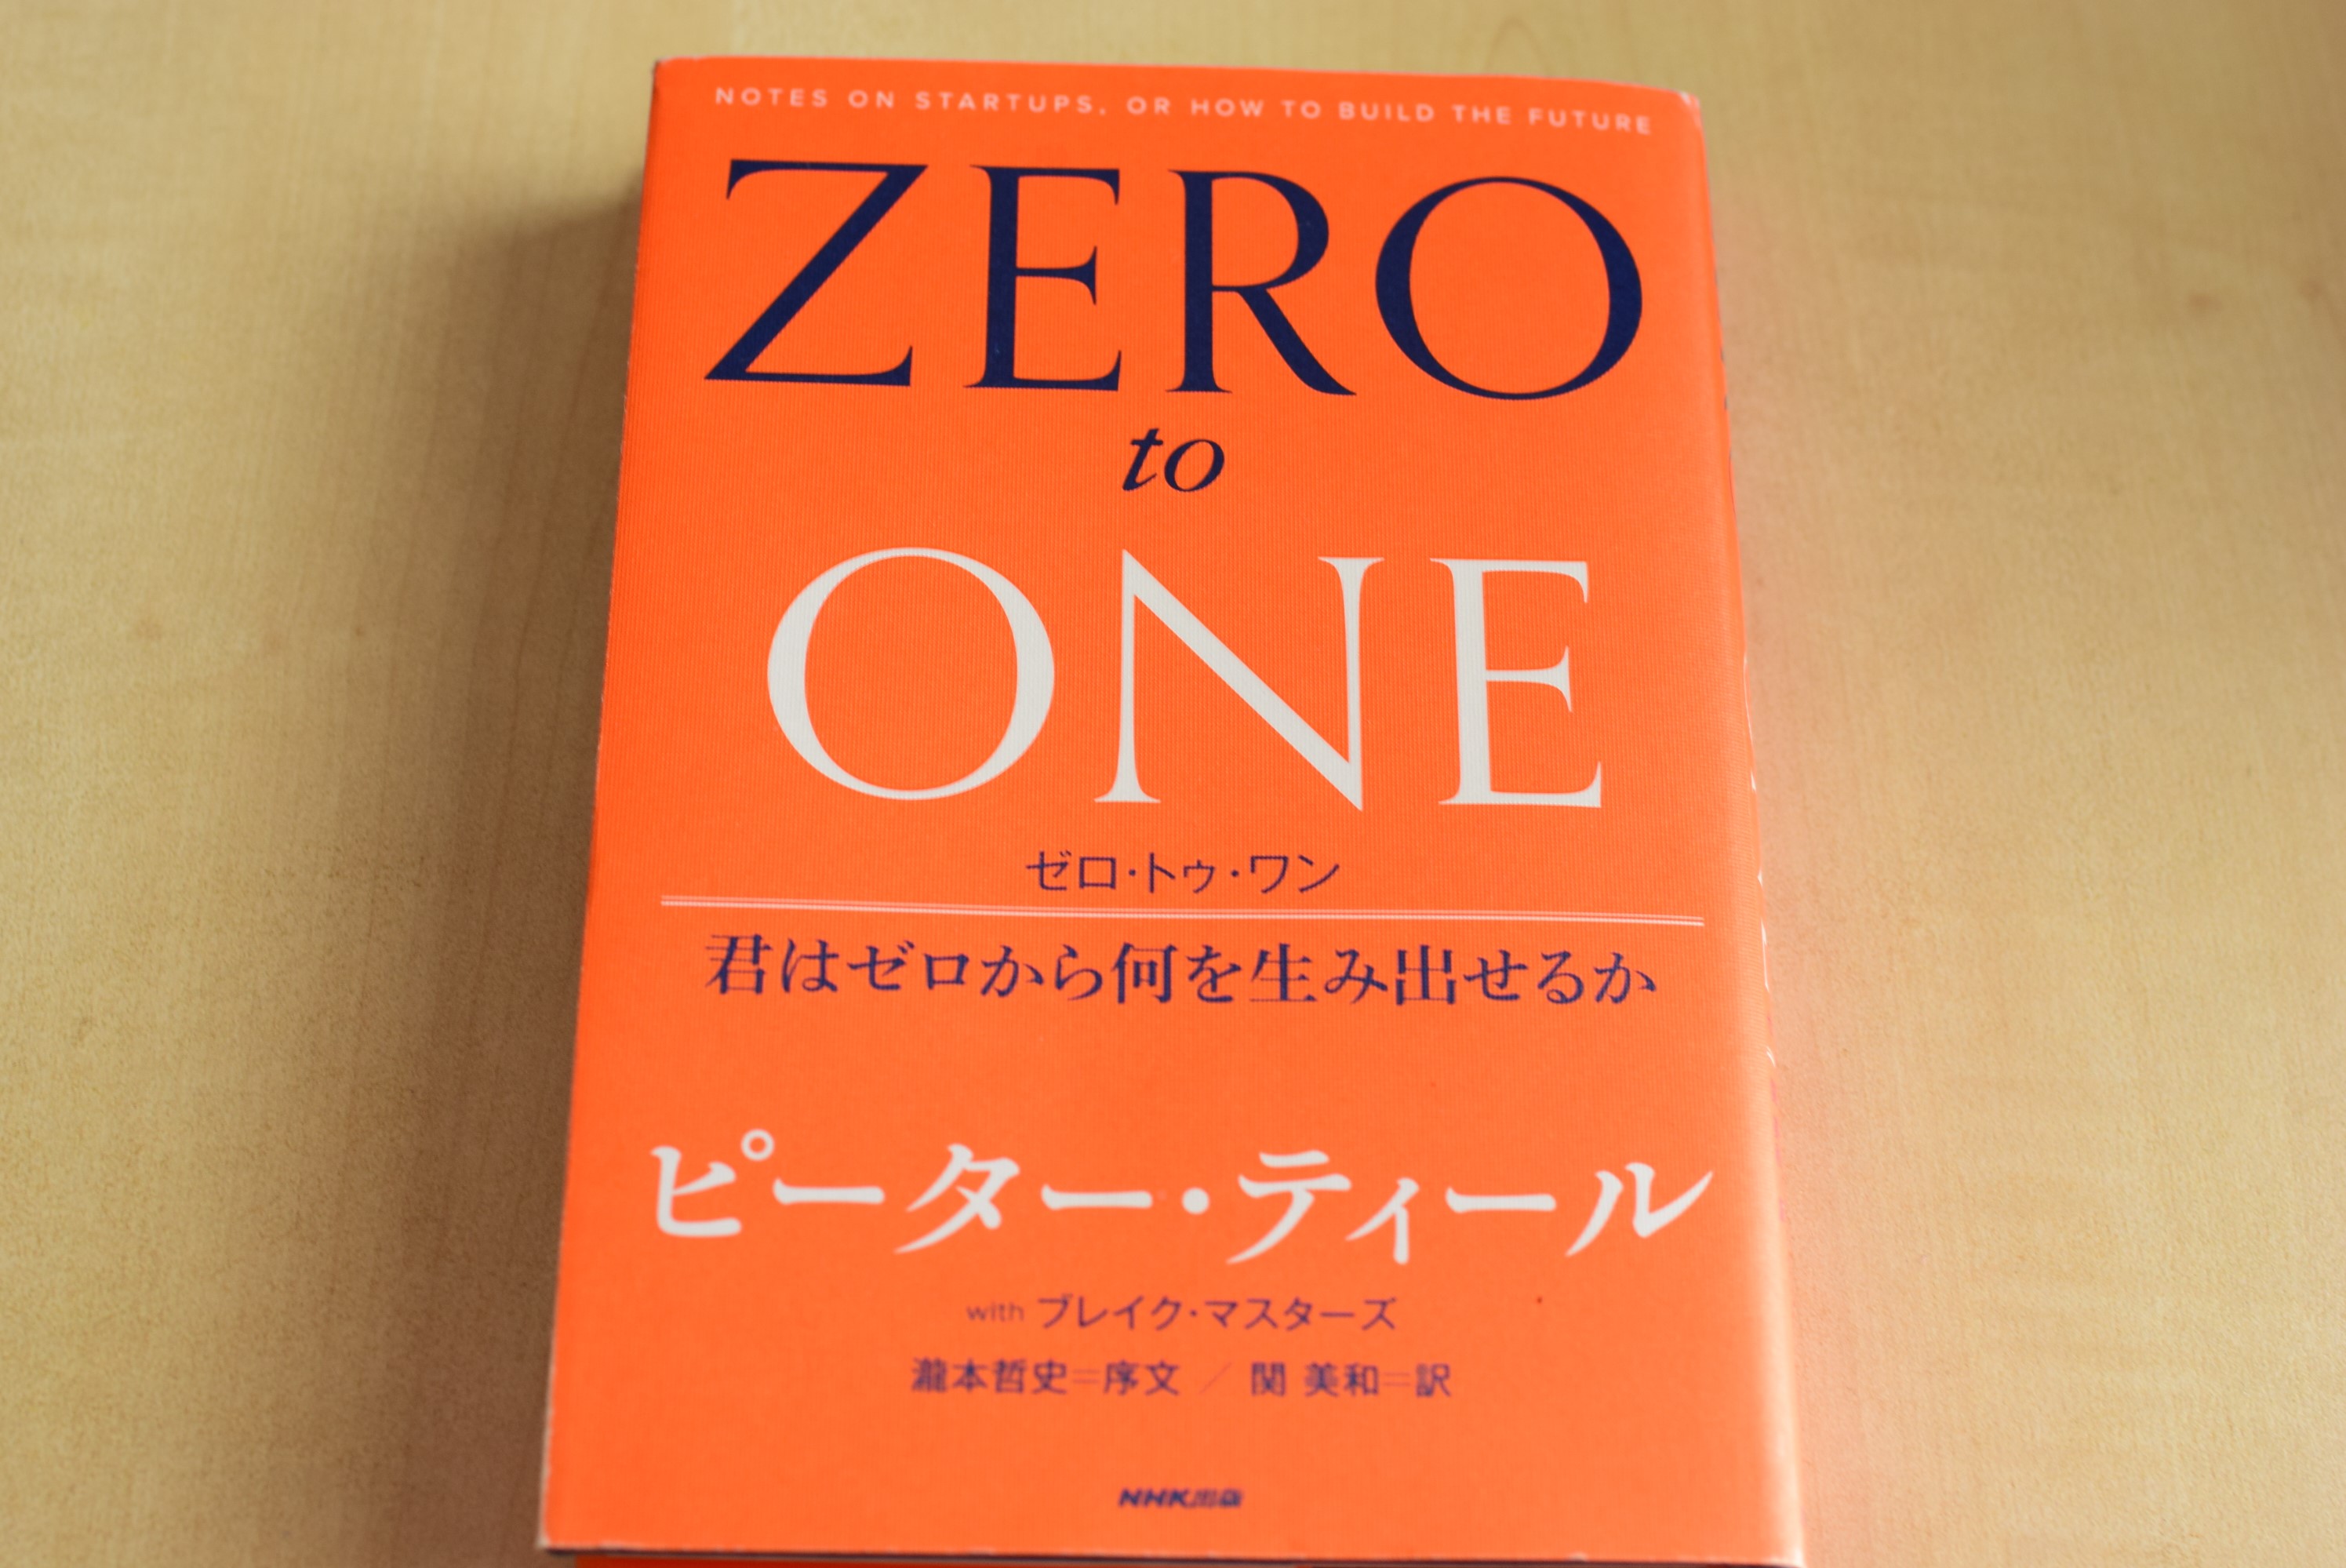 NOTES ON STARTUPS, OR HOW TO BUILD THE FUTURE
ZERO
to
ONE
ゼロ・トゥ・ワン
君はゼロから何を生み出せるか
ピーター・ティール
with ブレイク・マスターズ
瀧本哲史=序文 / 関 美和=訳
NHK出版